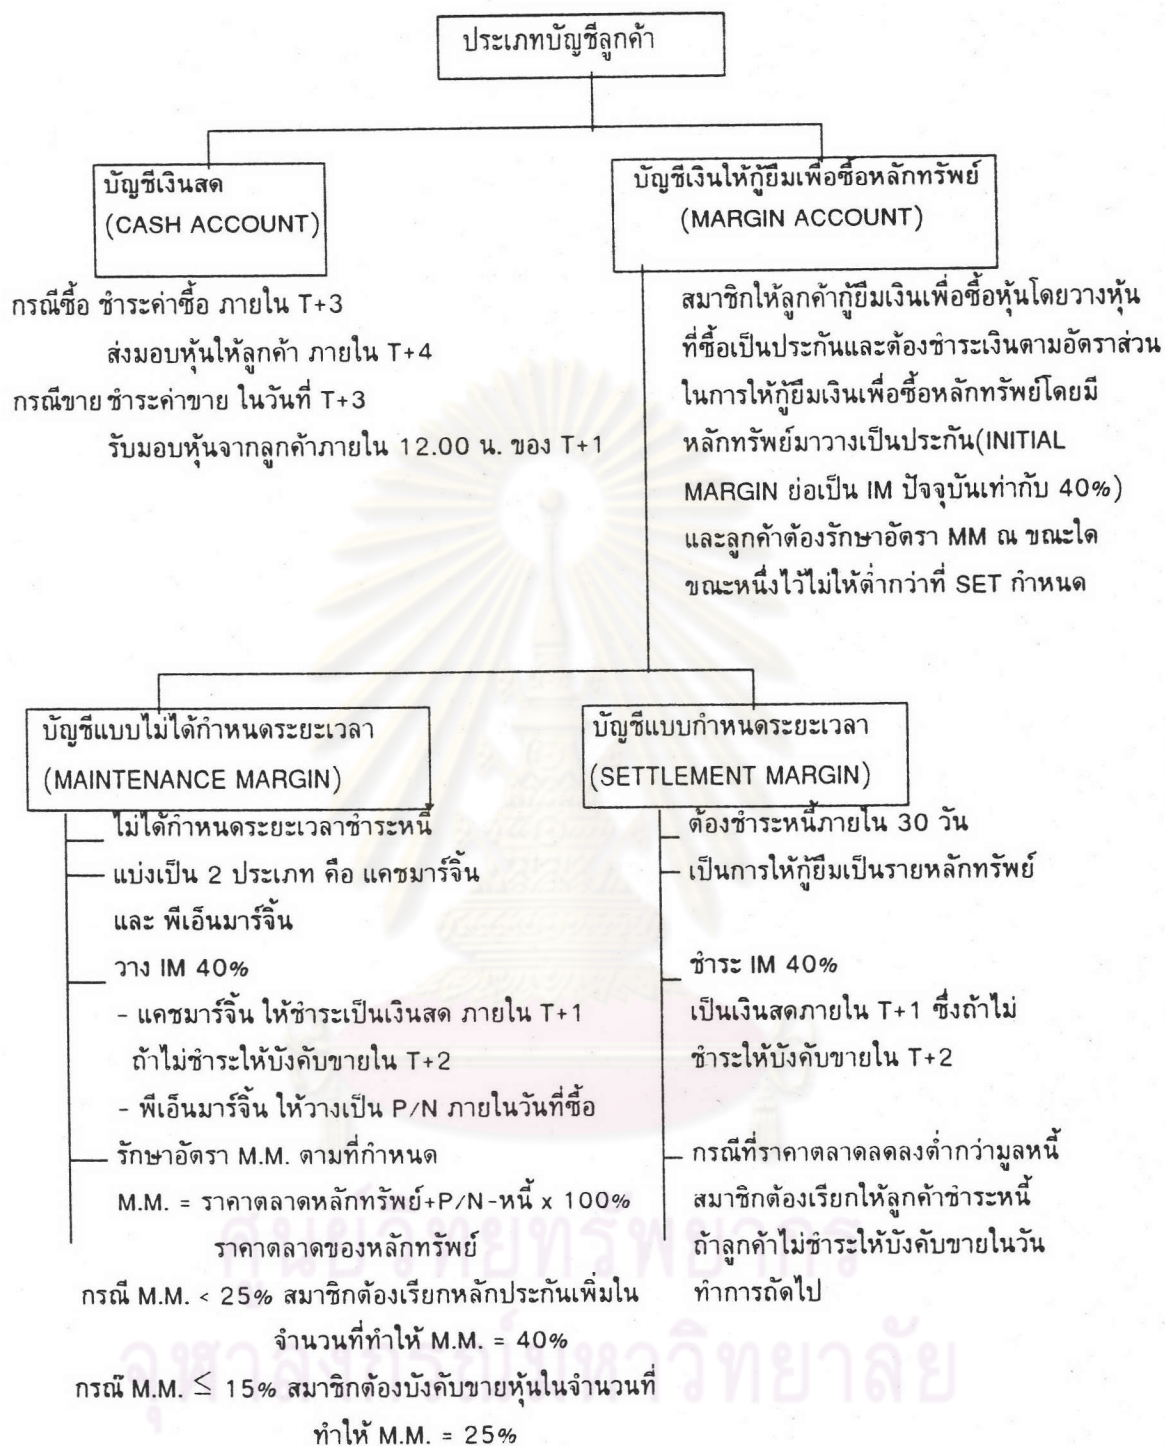 ประเภทบัญชีลูกค้า
บัญชีเงินสด
(CASH ACCOUNT)
บัญชีเงินให้กู้ยืมเพื่อซื้อหลักทรัพย์
(MARGIN ACCOUNT)
กรณีซื้อ ชำระค่าซื้อ ภายใน T+3
ส่งมอบหุ้นให้ลูกค้า ภายใน T+4
กรณีขาย ชำระค่าขาย ในวันที่ T+3
รับมอบหุ้นจากลูกค้าภายใน 12.00 น. ของ T+1
สมาชิกให้ลูกค้ากู้ยืมเงินเพื่อซื้อหุ้นโดยวางหุ้น
ที่ซื้อเป็นประกันและต้องชำระเงินตามอัตราส่วน
ในการให้กู้ยืมเงินเพื่อซื้อหลักทรัพย์โดยมี
หลักทรัพย์มาวางเป็นประกัน(INITIAL
MARGIN ย่อเป็น IM ปัจจุบันเท่ากับ 40%)
และลูกค้าต้องรักษาอัตรา MM ณ ขณะใด
ขณะหนึ่งไว้ไม่ให้ต่ำกว่าที่ SET กำหนด
บัญชีแบบไม่ได้กำหนดระยะเวลา
(MAINTENANCE MARGIN)
ไม่ได้กำหนดระยะเวลาชำระหนี้
แบ่งเป็น 2 ประเภท คือ แคชมาร์จิ้น
และ พีเอ็นมาร์จิ้น
วาง IM 40%
- แคชมาร์จิ้น ให้ชำระเป็นเงินสด ภายใน T+1
ถ้าไม่ชำระให้บังคับขายใน T+2
- พีเอ็นมาร์จิ้น ให้วางเป็น P/N ภายในวันที่ซื้อ
รักษาอัตรา M.M. ตามที่กำหนด
M.M. = ราคาตลาดหลักทรัพย์+P/N-หนี้ x 100%
ราคาตลาดของหลักทรัพย์
กรณี M.M. < 25% สมาชิกต้องเรียกหลักประกันเพิ่มใน
จำนวนที่ทำให้ M.M. = 40%
กรณี M.M. ≤ 15% สมาชิกต้องบังคับขายหุ้นในจำนวนที่
ทำให้ M.M. = 25%
บัญชีแบบกำหนดระยะเวลา
(SETTLEMENT MARGIN)
ต้องชำระหนี้ภายใน 30 วัน
เป็นการให้กู้ยืมเป็นรายหลักทรัพย์
ชำระ IM 40%
เป็นเงินสดภายใน T+1 ซึ่งถ้าไม่
ชำระให้บังคับขายใน T+2
กรณีที่ราคาตลาดลดลงต่ำกว่ามูลหนี้
สมาชิกต้องเรียกให้ลูกค้าชำระหนี้
ถ้าลูกค้าไม่ชำระให้บังคับขายในวัน
ทำการถัดไป
ศูนย์วิทยทรัพยากร
จุฬาลงกรณ์มหาวิทยาลัย